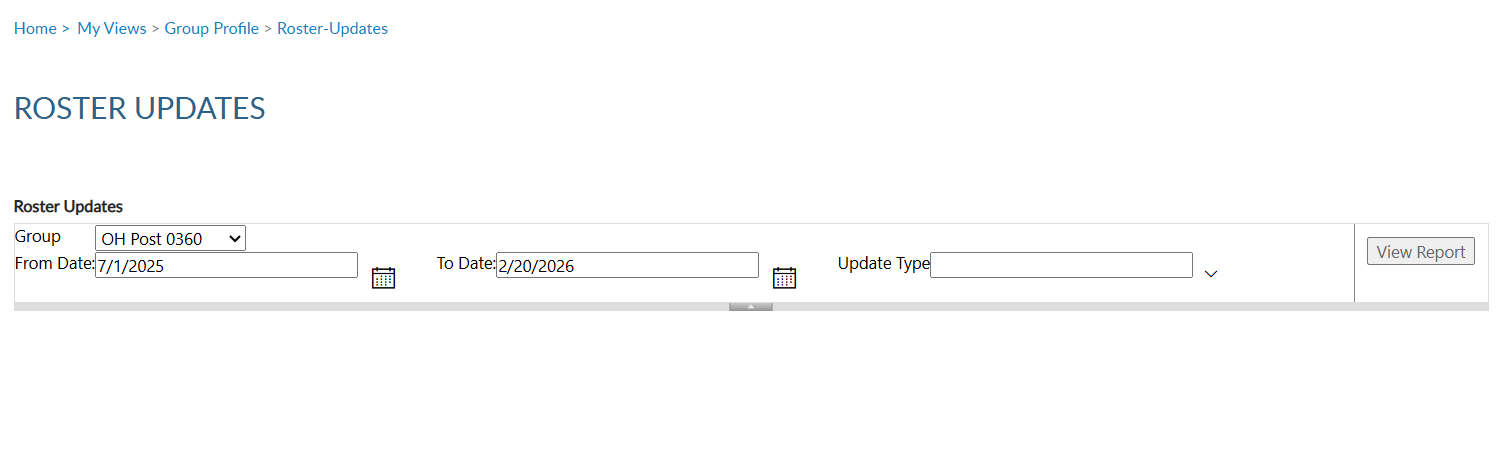 Home > My Views > Group Profile > Roster-Updates
ROSTER UPDATES
Roster Updates
Group OH Post 0360
From Date: 7/1/2025 To Date: 2/20/2026 Update Type
View Report